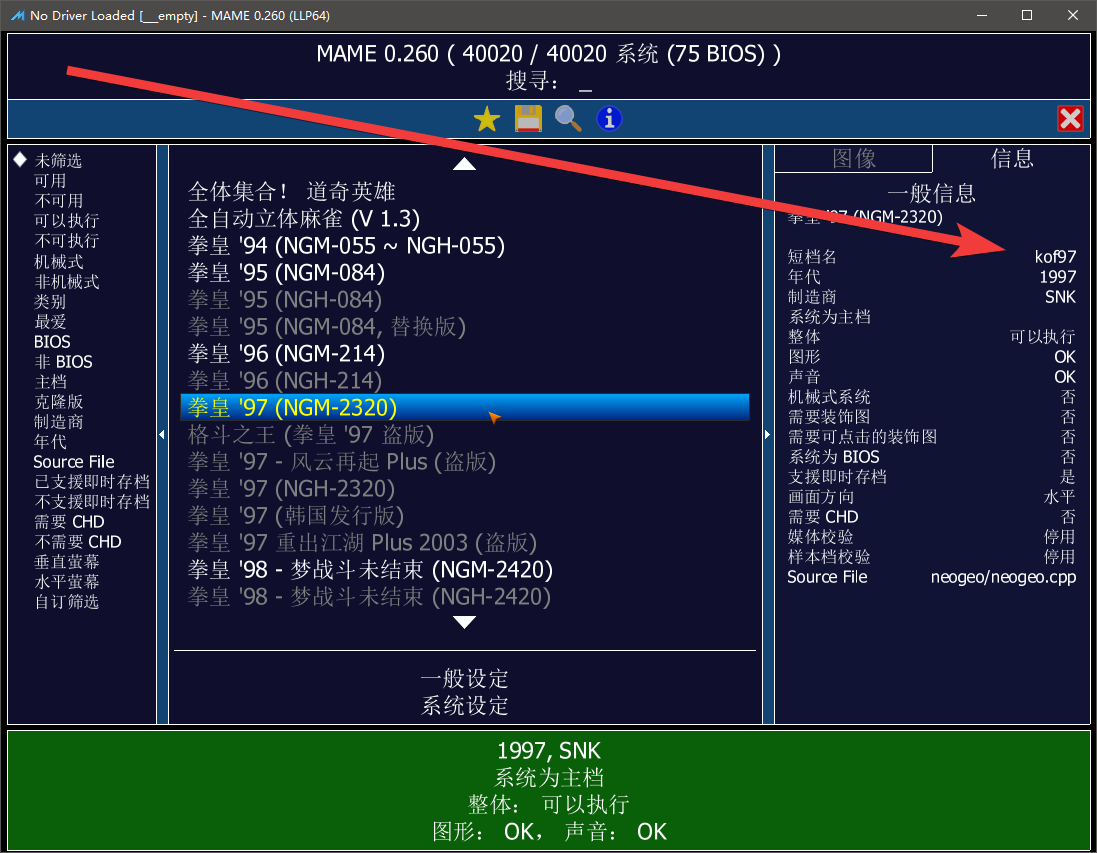 No Driver Loaded [__empty] - MAME 0.260 (LLP64)
MAME 0.260 ( 40020 / 40020 系统 (75 BIOS) )
搜寻： _
未筛选
可用
不可用
可以执行
不可执行
机械式
非机械式
类别
最爱
BIOS
非 BIOS
主档
克隆版
制造商
年代
Source File
已支援即时存档
不支援即时存档
需要 CHD
不需要 CHD
垂直萤幕
水平萤幕
自订筛选
全体集合！ 道奇英雄
全自动立体麻雀 (V 1.3)
拳皇 '94 (NGM-055 ~ NGH-055)
拳皇 '95 (NGM-084)
拳皇 '95 (NGH-084)
拳皇 '95 (NGM-084, 替换版)
拳皇 '96 (NGM-214)
拳皇 '96 (NGH-214)
拳皇 '97 (NGM-2320)
格斗之王 (拳皇 '97 盗版)
拳皇 '97 - 风云再起 Plus (盗版)
拳皇 '97 (NGH-2320)
拳皇 '97 (韩国发行版)
拳皇 '97 重出江湖 Plus 2003 (盗版)
拳皇 '98 - 梦战斗未结束 (NGM-2420)
拳皇 '98 - 梦战斗未结束 (NGH-2420)
一般设定
系统设定
图像 信息
一般信息
拳皇 '97 (NGM-2320)
短档名 kof97
年代 1997
制造商 SNK
系统为主档
整体 可以执行
图形 OK
声音 OK
机械式系统 否
需要装饰图 否
需要可点击的装饰图 否
系统为 BIOS 否
支援即时存档 是
画面方向 水平
需要 CHD 否
媒体校验 停用
样本档校验 停用
Source File neogeo/neogeo.cpp
1997, SNK
系统为主档
整体： 可以执行
图形： OK， 声音： OK